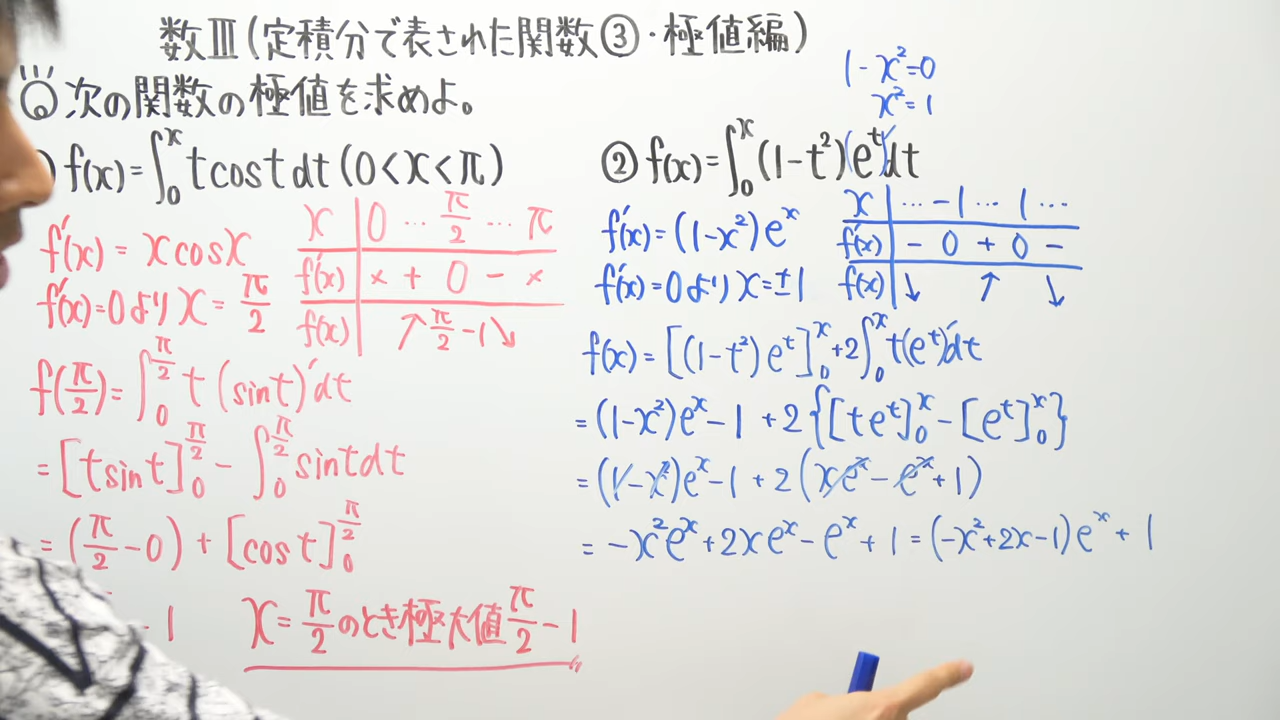 数Ⅲ(定積分で表された関数③・極値編)
次の関数の極値を求めよ。
) f(x)=∫₀ˣ t cos t dt (0<x<π)
f'(x) = x cos x
f'(x)=0より x = π/2
x | 0 … π/2 … π
f'(x) | × + 0 − ×
f(x) | ↗ π/2−1 ↘
f(π/2) = ∫₀^{π/2} t (sin t)' dt
= [t sin t]₀^{π/2} − ∫₀^{π/2} sin t dt
= (π/2 − 0) + [cos t]₀^{π/2}
- 1
x = π/2 のとき極大値 π/2 − 1
1 − x² = 0
x² = 1
② f(x)=∫₀ˣ (1−t²)(eᵗ)'dt
f'(x) = (1−x²)eˣ
f'(x)=0より x=±1
x | … −1 … 1 …
f'(x) | − 0 + 0 −
f(x) | ↓ ↑ ↓
f(x) = [(1−t²)eᵗ]₀ˣ + 2∫₀ˣ t(eᵗ)'dt
= (1−x²)eˣ − 1 + 2{[teᵗ]₀ˣ − [eᵗ]₀ˣ}
= (1−x²)eˣ − 1 + 2(xeˣ − eˣ + 1)
= −x²eˣ + 2xeˣ − eˣ + 1 = (−x²+2x−1)eˣ + 1